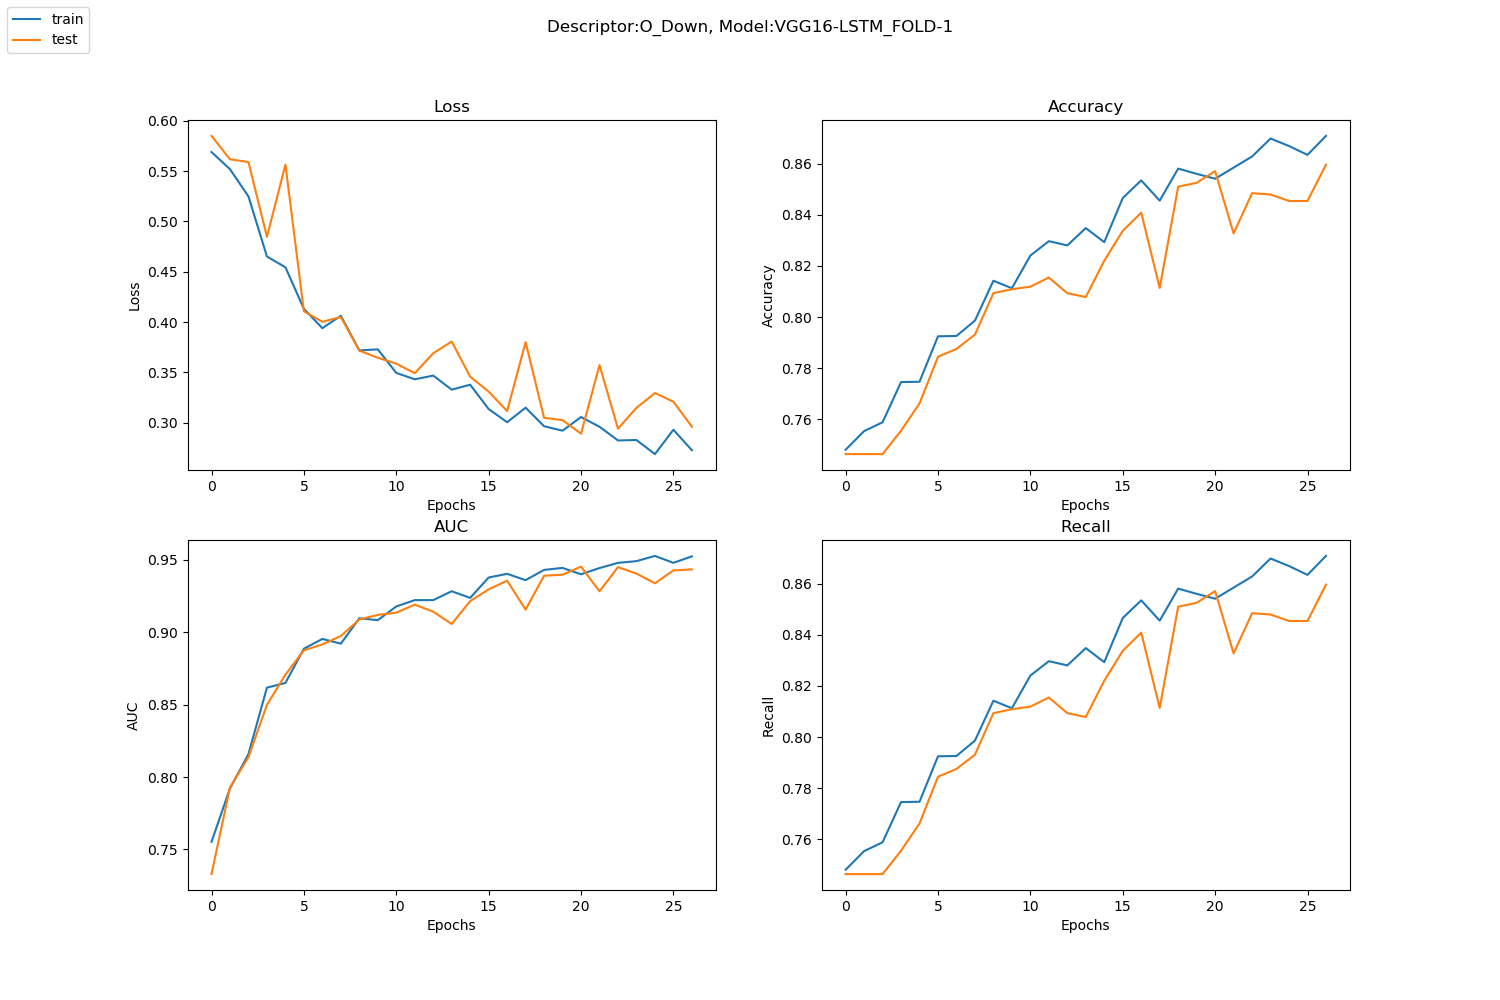 train
test
Descriptor:O_Down, Model:VGG16-LSTM_FOLD-1
Loss
0.60
0.55
0.50
0.45
0.40
0.35
0.30
Loss
0 5 10 15 20 25
Epochs
Accuracy
0.86
0.84
0.82
0.80
0.78
0.76
Accuracy
0 5 10 15 20 25
Epochs
AUC
0.95
0.90
0.85
0.80
0.75
AUC
0 5 10 15 20 25
Epochs
Recall
0.86
0.84
0.82
0.80
0.78
0.76
Recall
0 5 10 15 20 25
Epochs